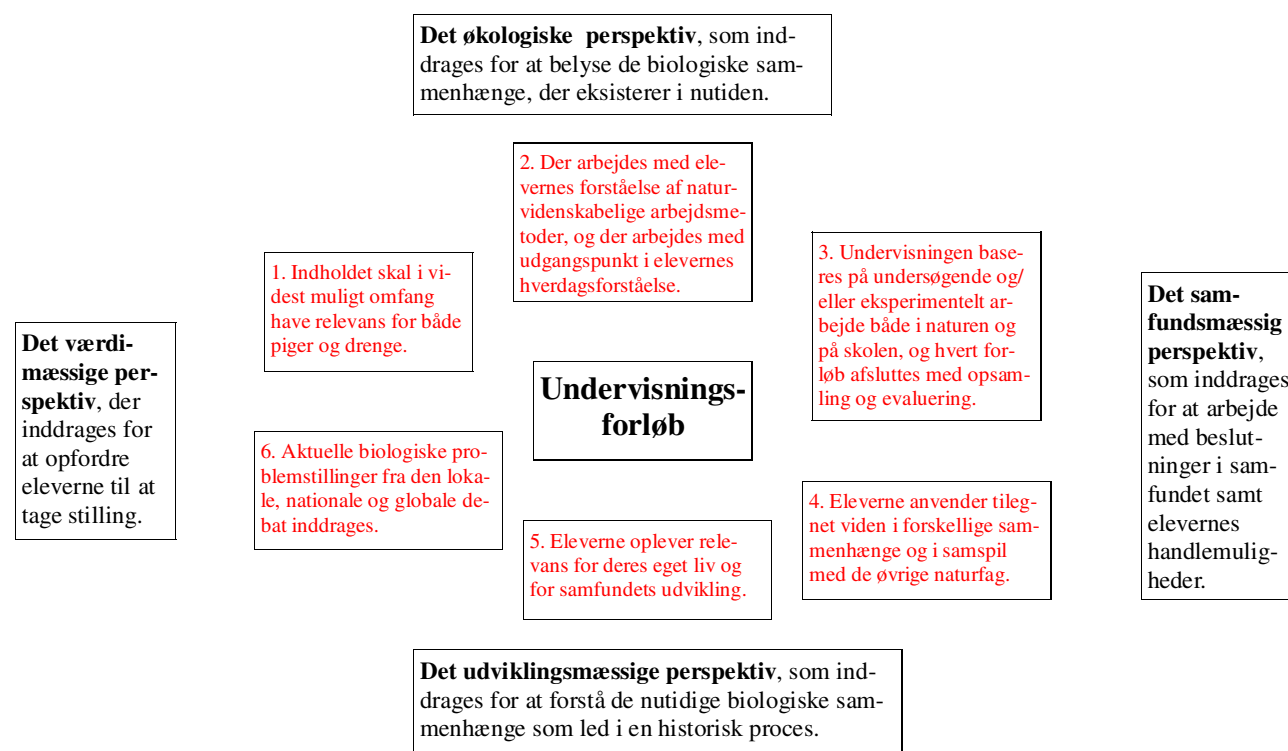 Det økologiske perspektiv, som ind-
drages for at belyse de biologiske sam-
menhænge, der eksisterer i nutiden.
2. Der arbejdes med ele-
vernes forståelse af natur-
videnskabelige arbejdsme-
toder, og der arbejdes med
udgangspunkt i elevernes
hverdagsforståelse.
1. Indholdet skal i vi-
dest muligt omfang
have relevans for både
piger og drenge.
3. Undervisningen base-
res på undersøgende og/
eller eksperimentelt ar-
bejde både i naturen og
på skolen, og hvert for-
løb afsluttes med opsam-
ling og evaluering.
Det værdi-
mæssige per-
spektiv, der
inddrages for
at opfordre
eleverne til at
tage stilling.
Undervisnings-
forløb
Det sam-
fundsmæssig
perspektiv,
som inddrages
for at arbejde
med beslut-
ninger i sam-
fundet samt
elevernes
handlemulig-
heder.
6. Aktuelle biologiske pro-
blemstillinger fra den loka-
le, nationale og globale de-
bat inddrages.
5. Eleverne oplever rele-
vans for deres eget liv og
for samfundets udvikling.
4. Eleverne anvender tileg-
net viden i forskellige sam-
menhænge og i samspil
med de øvrige naturfag.
Det udviklingsmæssige perspektiv, som ind-
drages for at forstå de nutidige biologiske sam-
menhænge som led i en historisk proces.